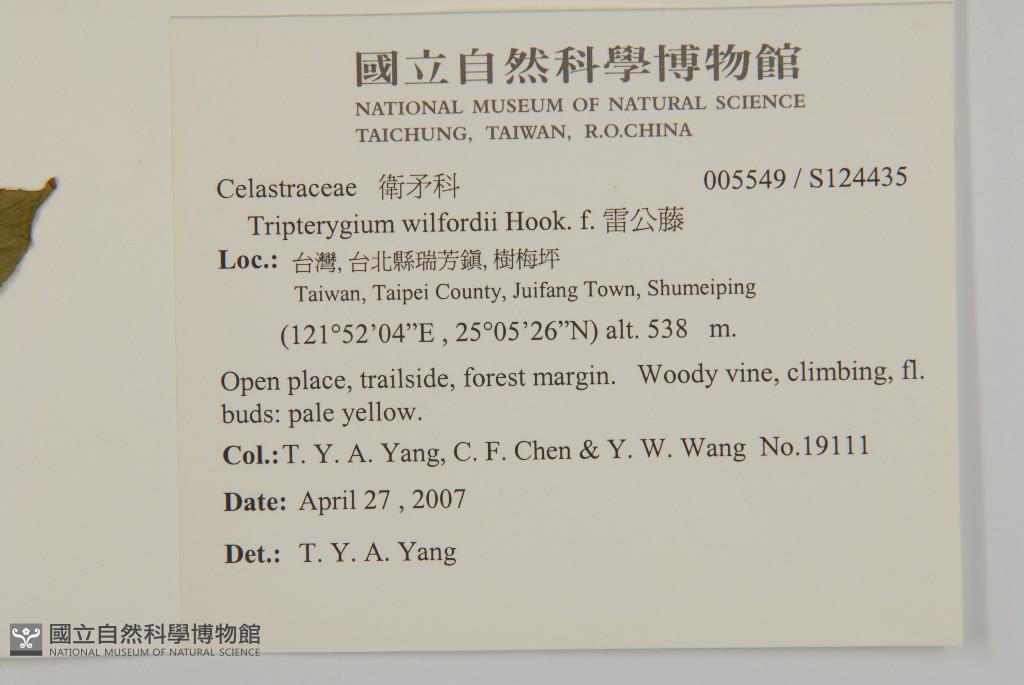 國立自然科學博物館
NATIONAL MUSEUM OF NATURAL SCIENCE
TAICHUNG, TAIWAN, R.O.CHINA
Celastraceae 衛矛科 005549 / S124435
Tripterygium wilfordii Hook. f. 雷公藤
Loc.: 台灣, 台北縣瑞芳鎮, 樹梅坪
Taiwan, Taipei County, Juifang Town, Shumeiping
(121°52’04”E , 25°05’26”N) alt. 538 m.
Open place, trailside, forest margin. Woody vine, climbing, fl.
buds: pale yellow.
Col.: T. Y. A. Yang, C. F. Chen & Y. W. Wang No.19111
Date: April 27 , 2007
Det.: T. Y. A. Yang
國立自然科學博物館
NATIONAL MUSEUM OF NATURAL SCIENCE